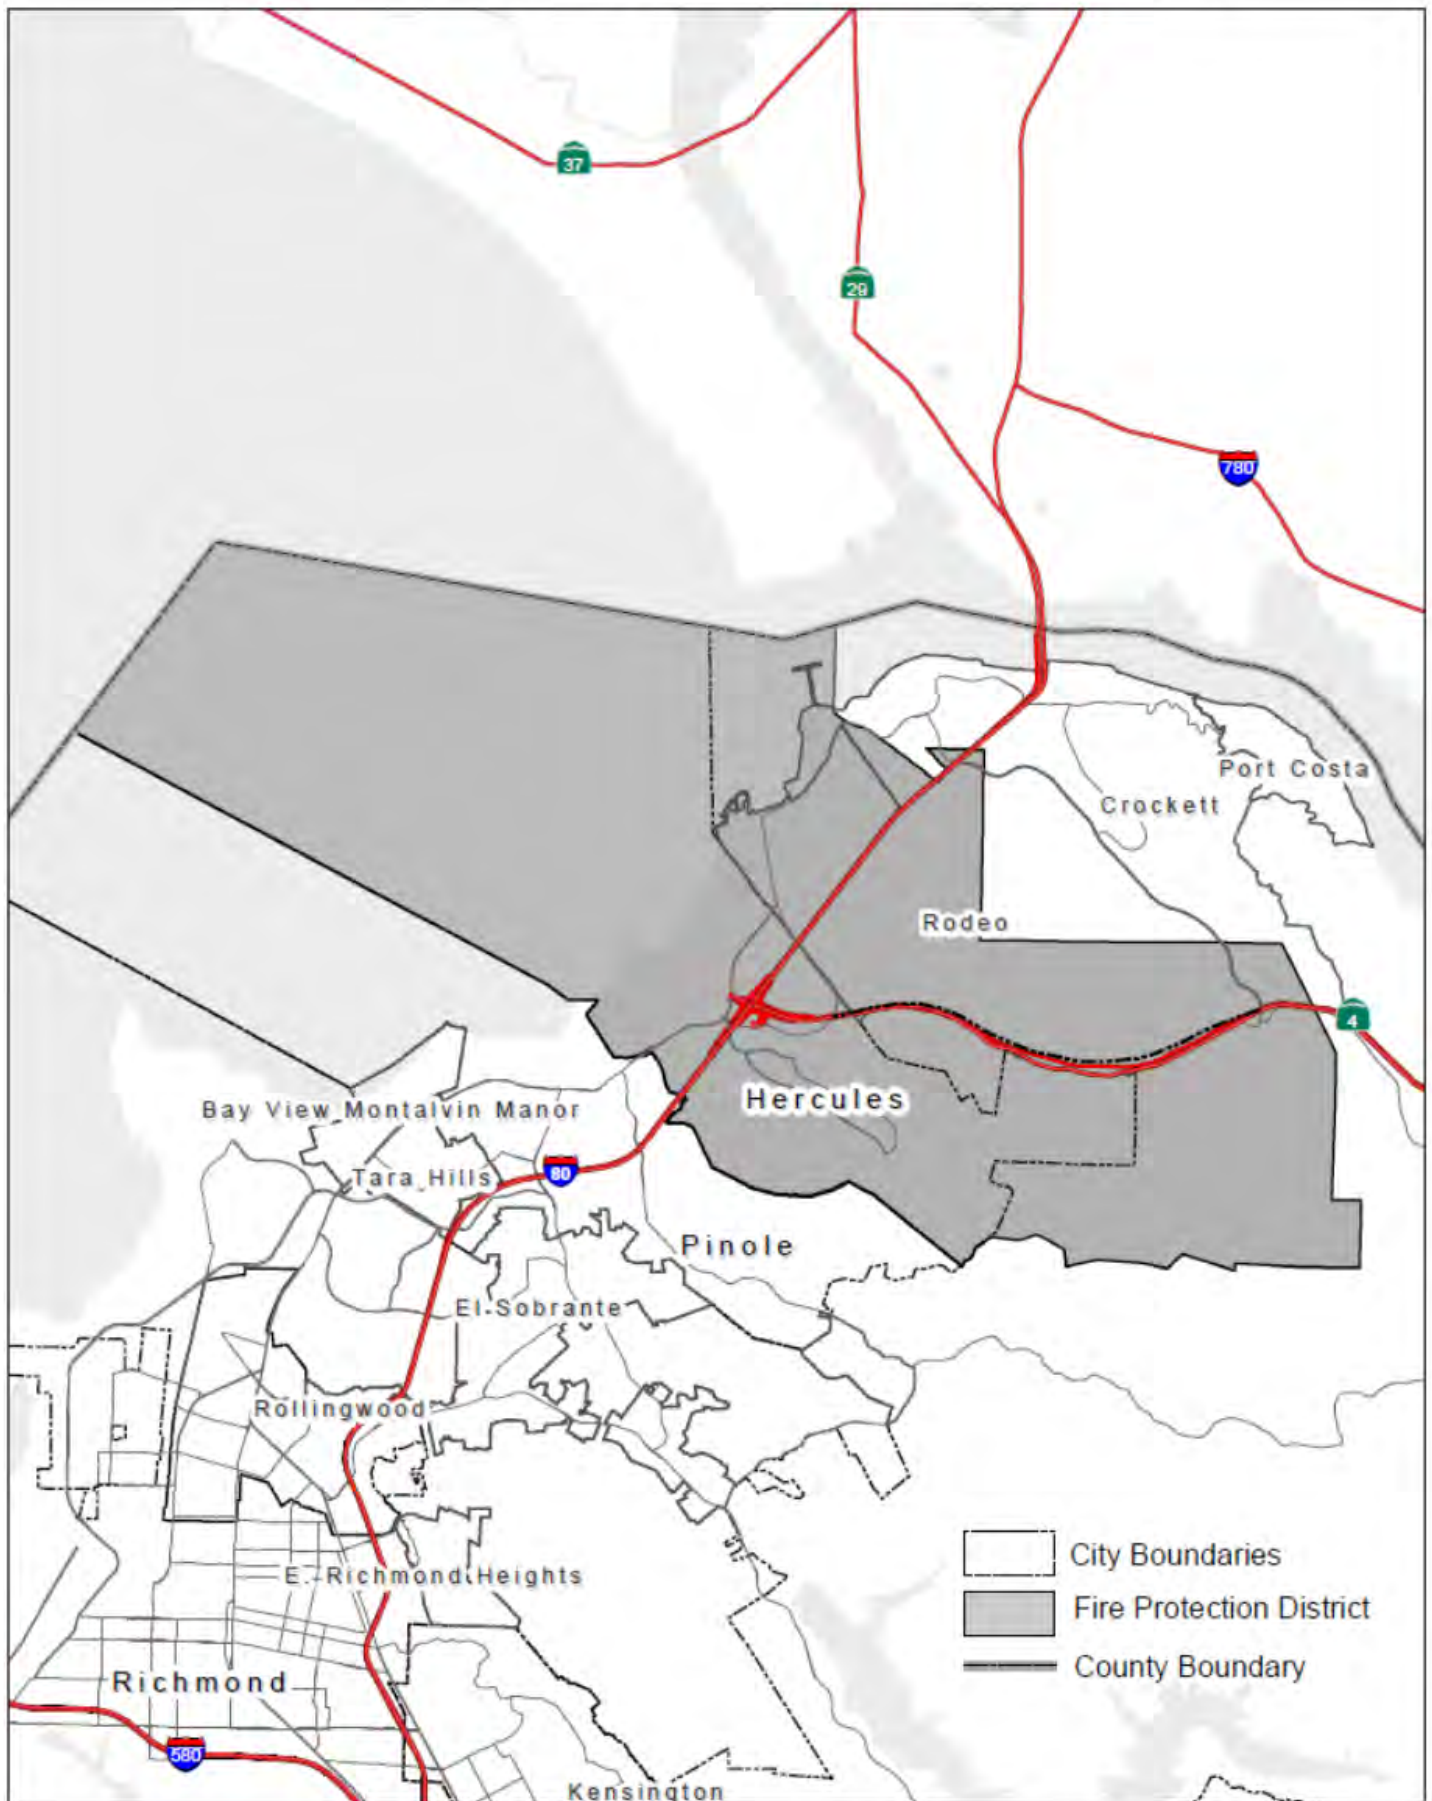 37
29
780
Port Costa
Crockett
Rodeo
4
Hercules
Bay View Montalvin Manor
Tara Hills
80
Pinole
El Sobrante
Rollingwood
City Boundaries
E. Richmond Heights
Fire Protection District
County Boundary
Richmond
580
Kensington